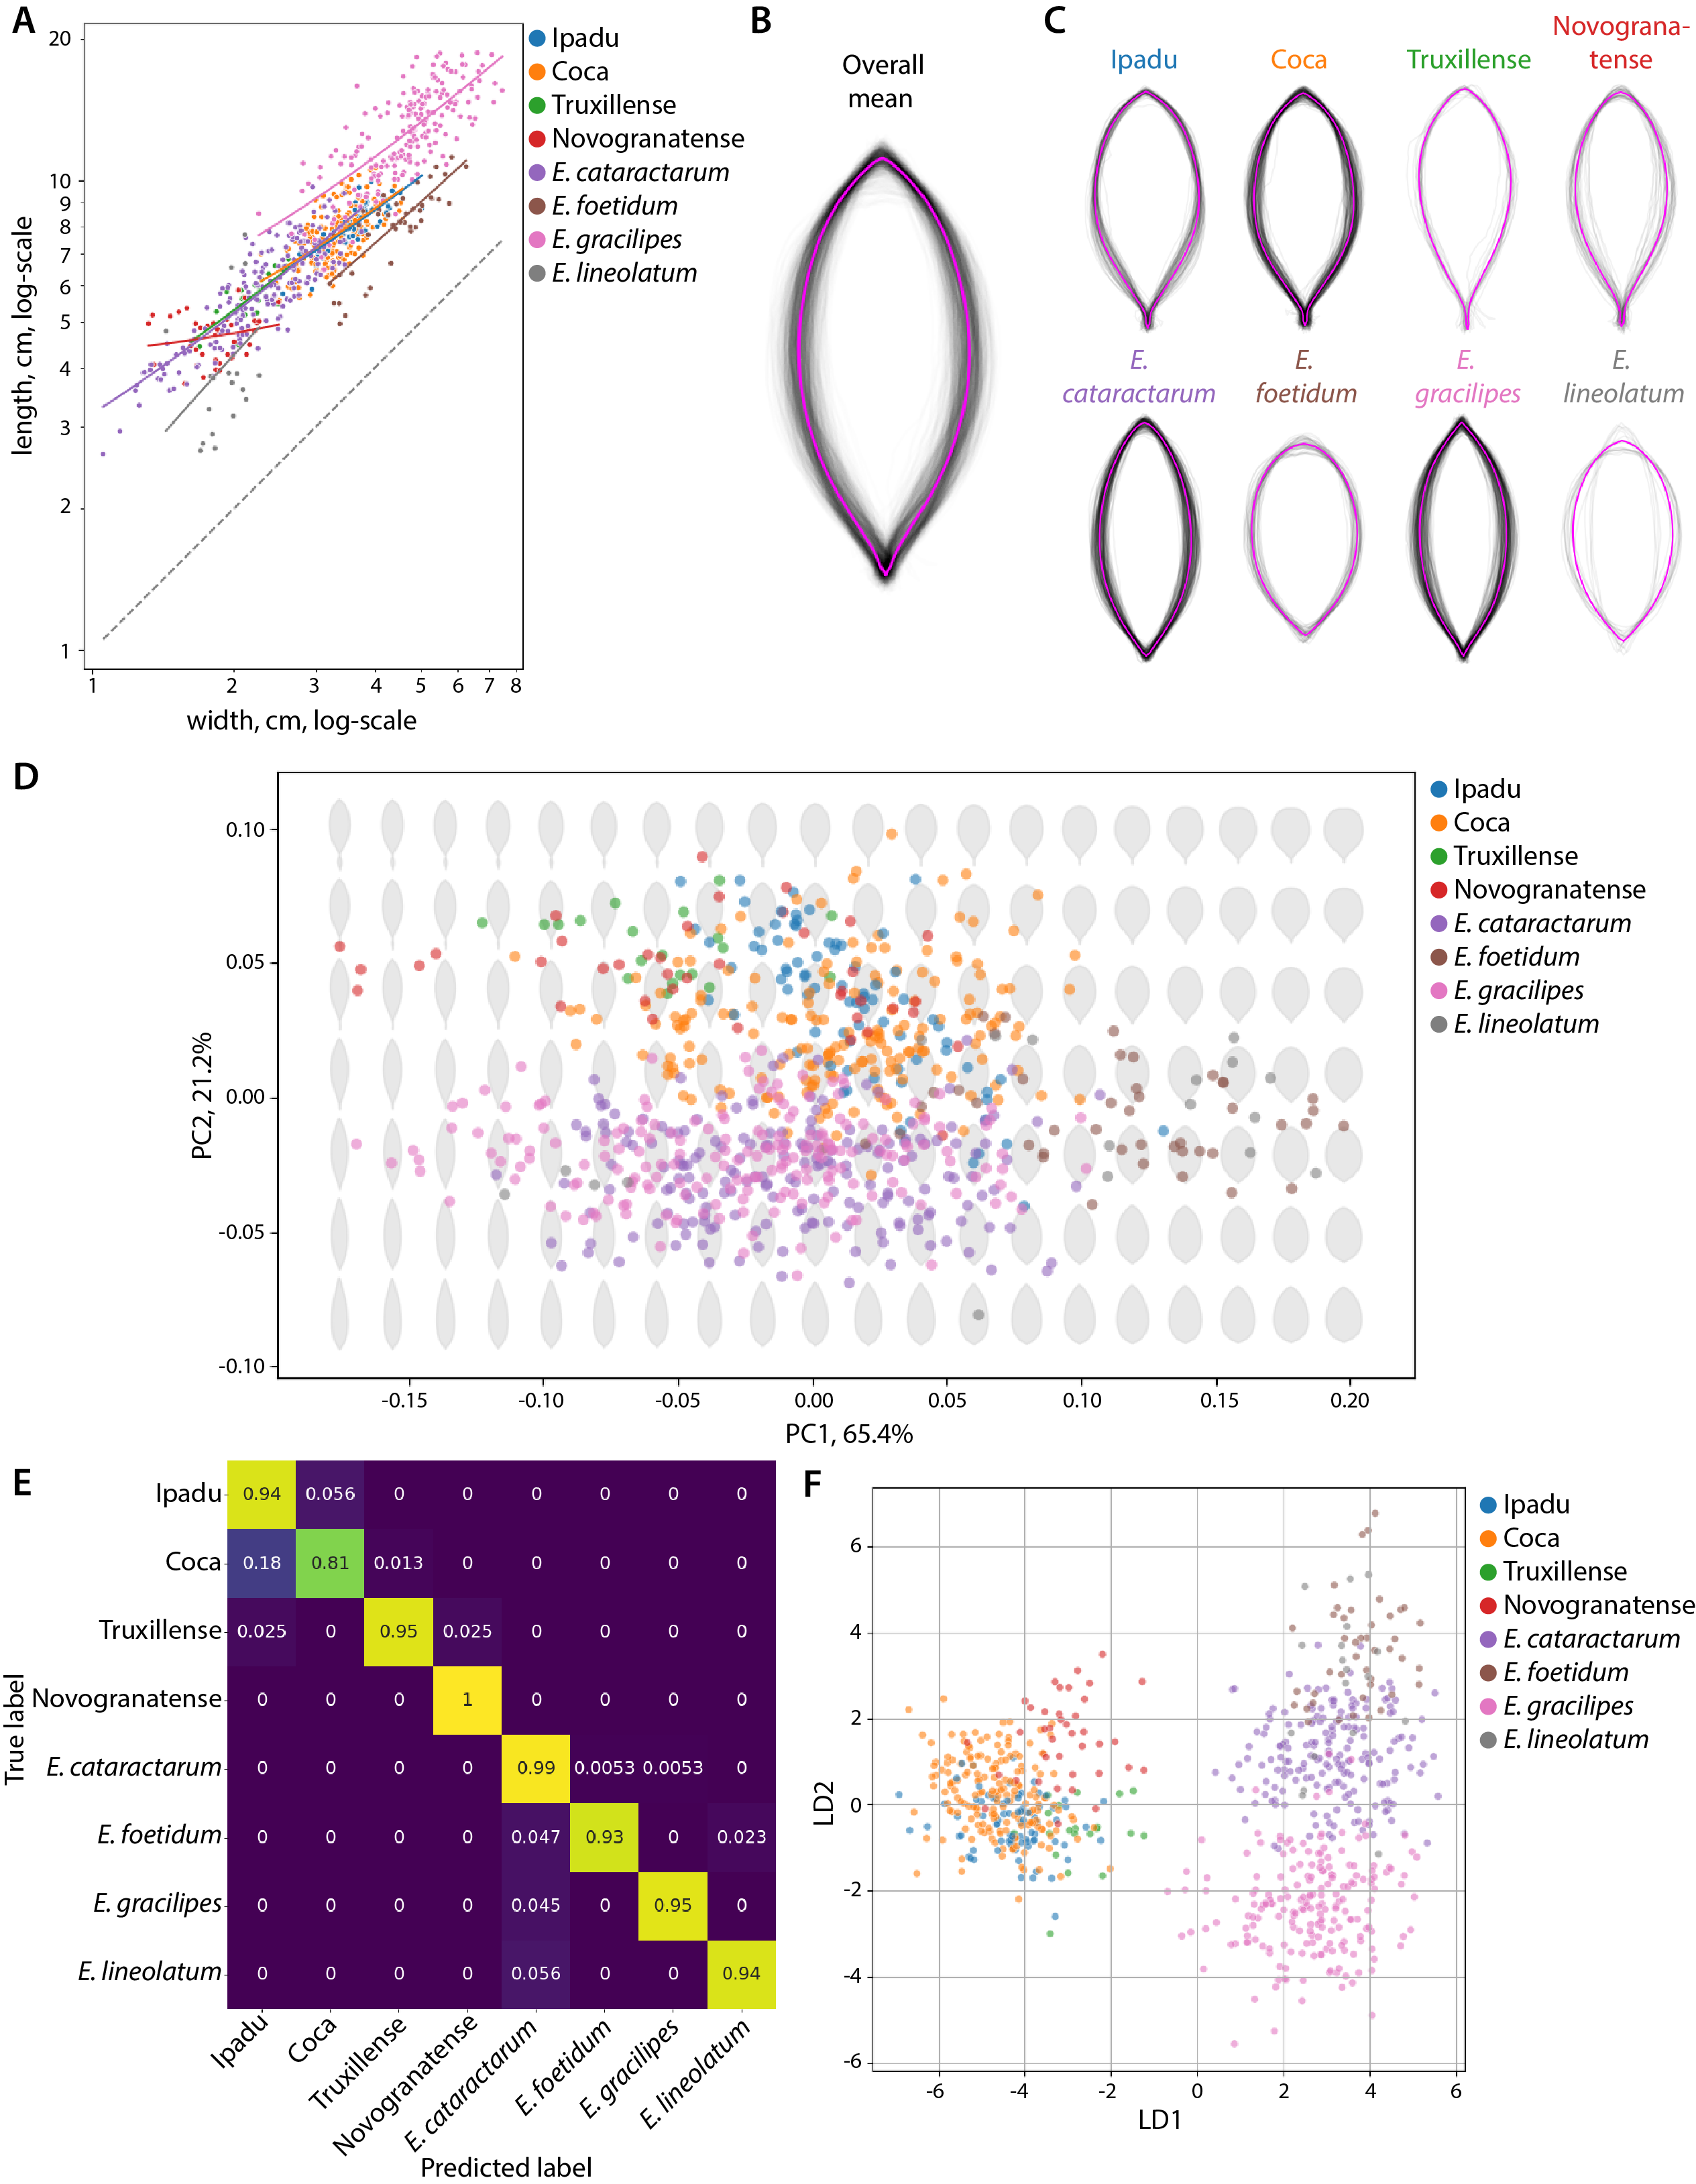 A
20
10
9
8
7
6
5
4
3
2
1
length, cm, log-scale
1 2 3 4 5 6 7 8
width, cm, log-scale
Ipadu
Coca
Truxillense
Novogranatense
E. cataractarum
E. foetidum
E. gracilipes
E. lineolatum
B
Overall
mean
C
Ipadu
Coca
Truxillense
Novograna-
tense
E.
cataractarum
E.
foetidum
E.
gracilipes
E.
lineolatum
D
0.10
0.05
0.00
-0.05
-0.10
PC2, 21.2%
-0.15 -0.10 -0.05 0.00 0.05 0.10 0.15 0.20
PC1, 65.4%
Ipadu
Coca
Truxillense
Novogranatense
E. cataractarum
E. foetidum
E. gracilipes
E. lineolatum
E
True label
Ipadu 0.94 0.056 0 0 0 0 0 0
Coca 0.18 0.81 0.013 0 0 0 0 0
Truxillense 0.025 0 0.95 0.025 0 0 0 0
Novogranatense 0 0 0 1 0 0 0 0
E. cataractarum 0 0 0 0 0.99 0.0053 0.0053 0
E. foetidum 0 0 0 0 0.047 0.93 0 0.023
E. gracilipes 0 0 0 0 0.045 0 0.95 0
E. lineolatum 0 0 0 0 0.056 0 0 0.94
Ipadu
Coca
Truxillense
Novogranatense
E. cataractarum
E. foetidum
E. gracilipes
E. lineolatum
Predicted label
F
6
4
2
0
-2
-4
-6
LD2
-6 -4 -2 0 2 4 6
LD1
Ipadu
Coca
Truxillense
Novogranatense
E. cataractarum
E. foetidum
E. gracilipes
E. lineolatum